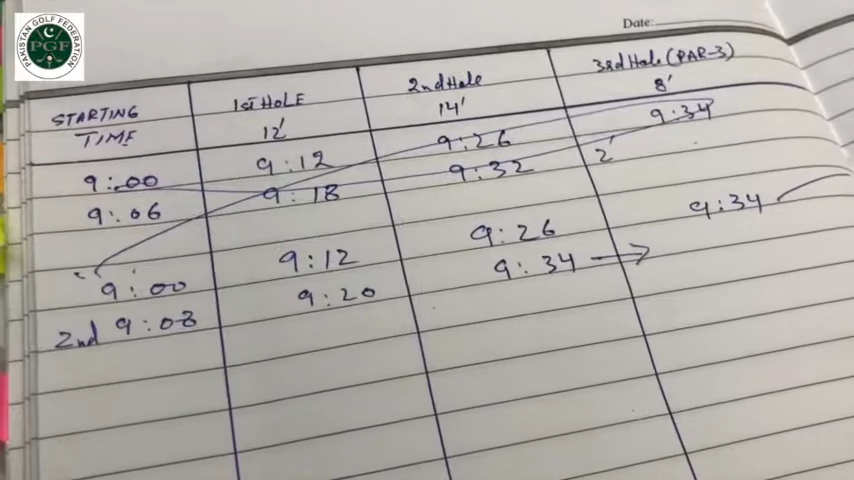 PAKISTAN GOLF FEDERATION
PGF
Date:
STARTING TIME 1st HOLE 12' 2nd Hole 14' 3rd Hole (PAR-3) 8'
9:00 9:12 9:26 9:34
9:06 9:18 9:32 2'
9:00 9:12 9:26 9:34
2nd 9:08 9:20 9:34 →